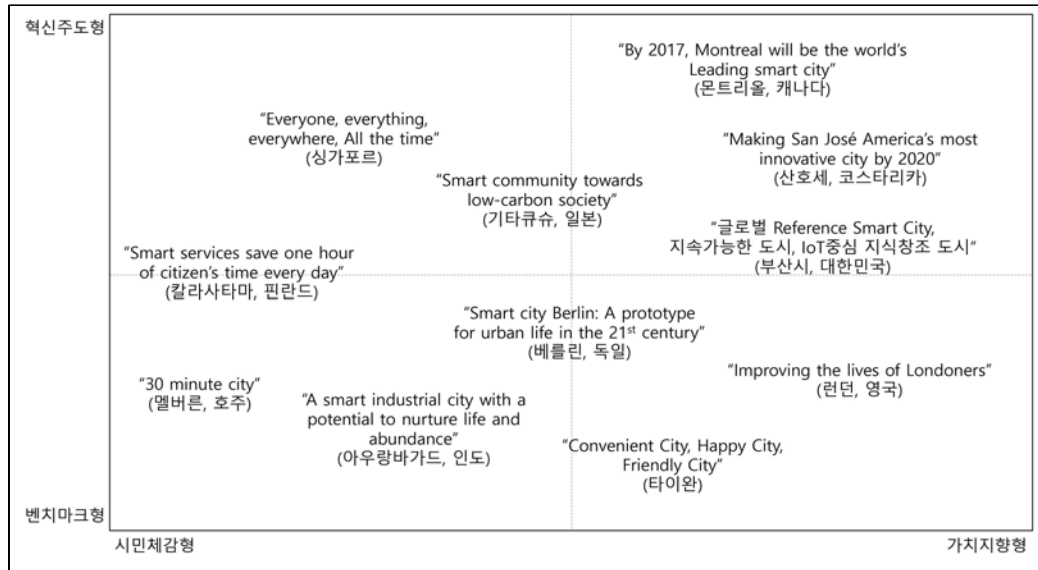 혁신주도형
"By 2017, Montreal will be the world's
Leading smart city"
(몬트리올, 캐나다)
"Everyone, everything,
everywhere, All the time"
(싱가포르)
"Making San José America's most
innovative city by 2020"
(산호세, 코스타리카)
"Smart community towards
low-carbon society"
(기타큐슈, 일본)
"글로벌 Reference Smart City,
지속가능한 도시, IoT중심 지식창조 도시"
(부산시, 대한민국)
"Smart services save one hour
of citizen's time every day"
(칼라사타마, 핀란드)
"Smart city Berlin: A prototype
for urban life in the 21st century"
(베를린, 독일)
"Improving the lives of Londoners"
(런던, 영국)
"30 minute city"
(멜버른, 호주)
"A smart industrial city with a
potential to nurture life and
abundance"
(아우랑바가드, 인도)
"Convenient City, Happy City,
Friendly City"
(타이완)
벤치마크형
시민체감형
가치지향형